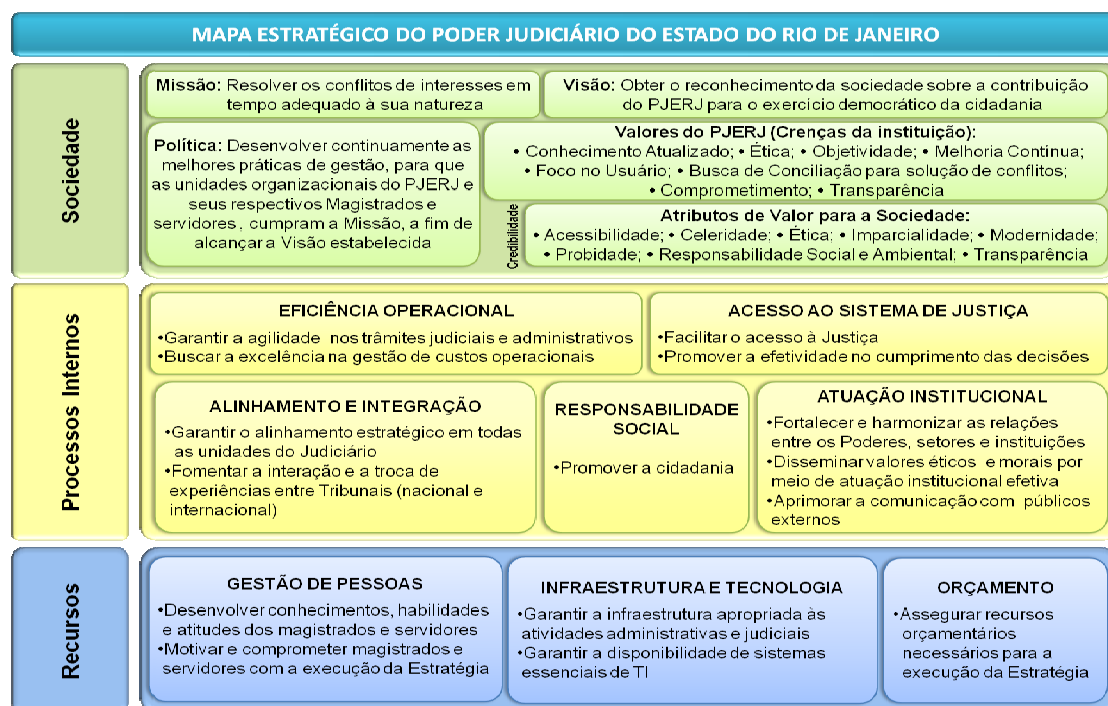 MAPA ESTRATÉGICO DO PODER JUDICIÁRIO DO ESTADO DO RIO DE JANEIRO
Sociedade
Missão: Resolver os conflitos de interesses em
tempo adequado à sua natureza
Visão: Obter o reconhecimento da sociedade sobre a contribuição
do PJERJ para o exercício democrático da cidadania
Política: Desenvolver continuamente as
melhores práticas de gestão, para que
as unidades organizacionais do PJERJ e
seus respectivos Magistrados e
servidores , cumpram a Missão, a fim de
alcançar a Visão estabelecida
Valores do PJERJ (Crenças da instituição):
• Conhecimento Atualizado; • Ética; • Objetividade; • Melhoria Contínua;
• Foco no Usuário; • Busca de Conciliação para solução de conflitos;
• Comprometimento; • Transparência
Credibilidade
Atributos de Valor para a Sociedade:
• Acessibilidade; • Celeridade; • Ética; • Imparcialidade; • Modernidade;
• Probidade; • Responsabilidade Social e Ambiental; • Transparência
Processos Internos
EFICIÊNCIA OPERACIONAL
•Garantir a agilidade nos trâmites judiciais e administrativos
•Buscar a excelência na gestão de custos operacionais
ACESSO AO SISTEMA DE JUSTIÇA
•Facilitar o acesso à Justiça
•Promover a efetividade no cumprimento das decisões
ALINHAMENTO E INTEGRAÇÃO
•Garantir o alinhamento estratégico em todas
as unidades do Judiciário
•Fomentar a interação e a troca de
experiências entre Tribunais (nacional e
internacional)
RESPONSABILIDADE
SOCIAL
•Promover a cidadania
ATUAÇÃO INSTITUCIONAL
•Fortalecer e harmonizar as relações
entre os Poderes, setores e instituições
•Disseminar valores éticos e morais por
meio de atuação institucional efetiva
•Aprimorar a comunicação com públicos
externos
Recursos
GESTÃO DE PESSOAS
•Desenvolver conhecimentos, habilidades
e atitudes dos magistrados e servidores
•Motivar e comprometer magistrados e
servidores com a execução da Estratégia
INFRAESTRUTURA E TECNOLOGIA
•Garantir a infraestrutura apropriada às
atividades administrativas e judiciais
•Garantir a disponibilidade de sistemas
essenciais de TI
ORÇAMENTO
•Assegurar recursos
orçamentários
necessários para a
execução da Estratégia